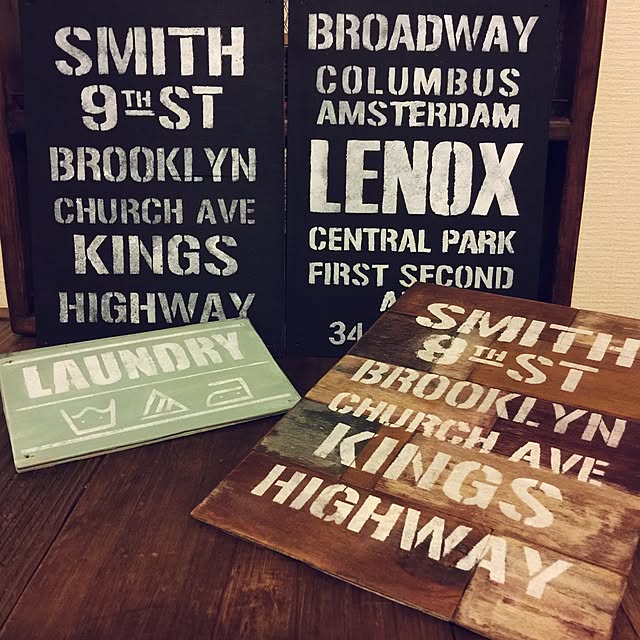 SMITH
9TH ST
BROOKLYN
CHURCH AVE
KINGS
HIGHWAY
BROADWAY
COLUMBUS
AMSTERDAM
LENOX
CENTRAL PARK
FIRST SECOND
34
LAUNDRY
SMITH
9TH ST
BROOKLYN
CHURCH AVE
KINGS
HIGHWAY